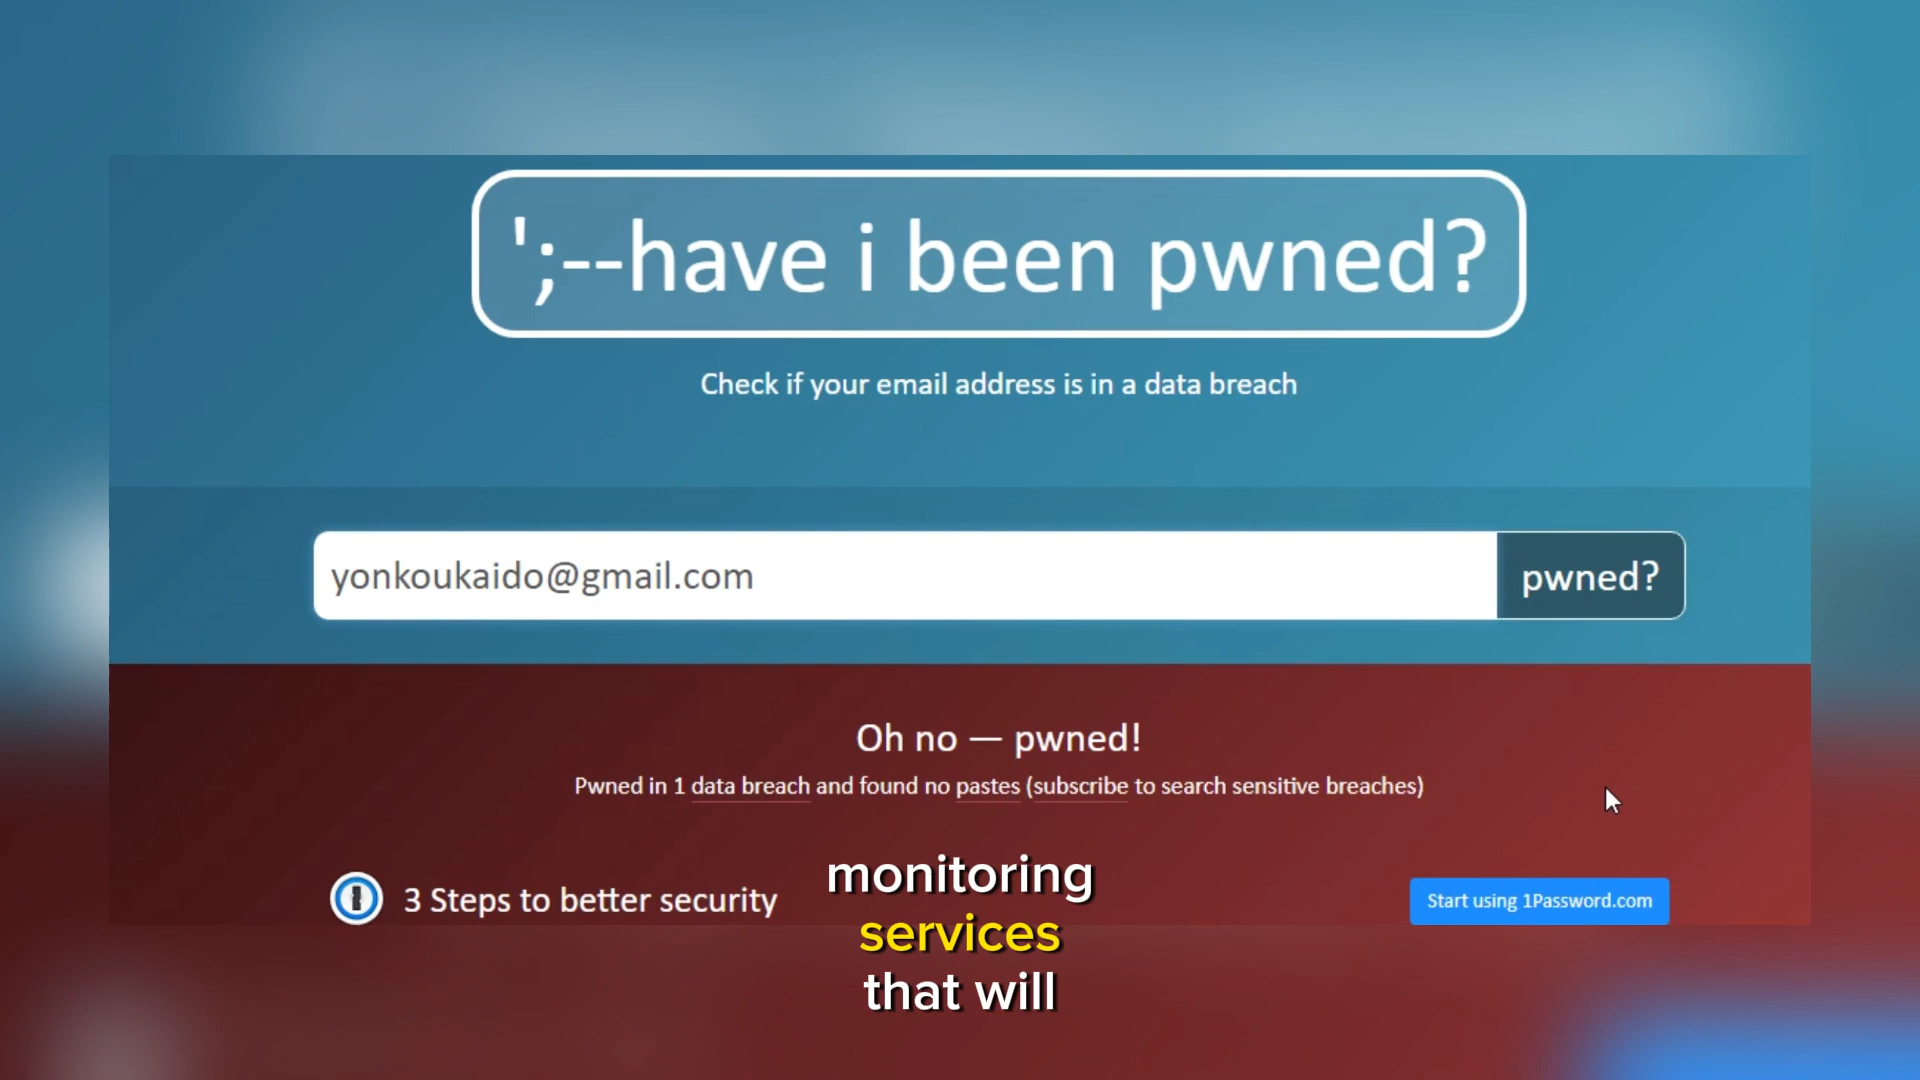 ';--have i been pwned?
Check if your email address is in a data breach
yonkoukaido@gmail.com
pwned?
Oh no — pwned!
Pwned in 1 data breach and found no pastes (subscribe to search sensitive breaches)
3 Steps to better security
Start using 1Password.com
monitoring
services
that will